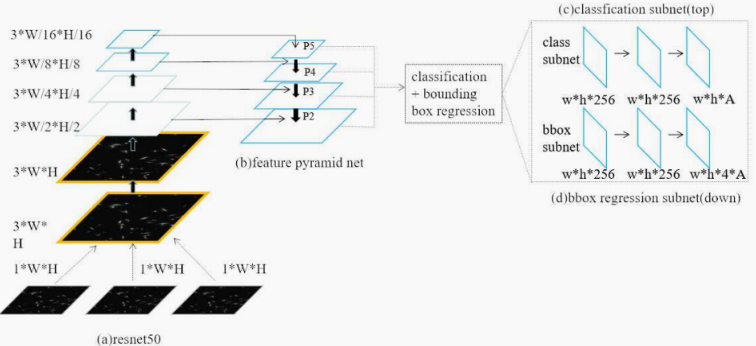 (c)classfication subnet(top)
3*W/16*H/16
P5
class
subnet
3*W/8*H/8
P4
classification
+ bounding
box regression
3*W/4*H/4
P3
w*h*256
w*h*256
w*h*A
3*W/2*H/2
P2
bbox
subnet
(b)feature pyramid net
3*W*H
w*h*256
w*h*256
w*h*4*A
(d)bbox regression subnet(down)
3*W*
H
1*W*H
1*W*H
1*W*H
(a)resnet50